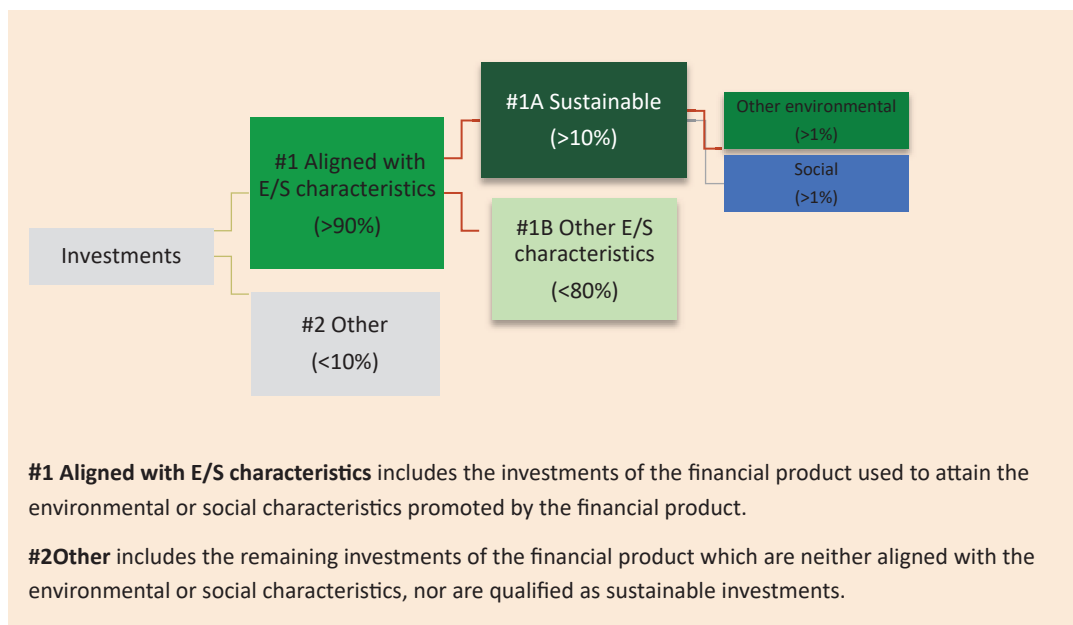 #1A Sustainable
(>10%)
Other environmental
(>1%)
Social
(>1%)
#1 Aligned with
E/S characteristics
(>90%)
#1B Other E/S
characteristics
(<80%)
Investments
#2 Other
(<10%)
#1 Aligned with E/S characteristics includes the investments of the financial product used to attain the
environmental or social characteristics promoted by the financial product.
#2Other includes the remaining investments of the financial product which are neither aligned with the
environmental or social characteristics, nor are qualified as sustainable investments.